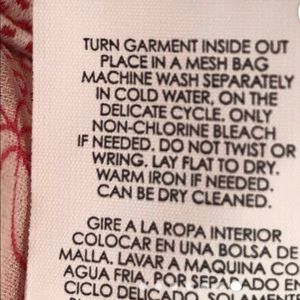 TURN GARMENT INSIDE OUT
PLACE IN A MESH BAG
MACHINE WASH SEPARATELY
IN COLD WATER, ON THE
DELICATE CYCLE. ONLY
NON-CHLORINE BLEACH
IF NEEDED. DO NOT TWIST OR
WRING. LAY FLAT TO DRY.
WARM IRON IF NEEDED.
CAN BE DRY CLEANED.
GIRE A LA ROPA INTERIOR
COLOCAR EN UNA BOLSA DE
MALLA. LAVAR A MAQUINA CO
AGUA FRIA, POR SEPARADO EN
CICLO DELICADO. SOLAMENTE